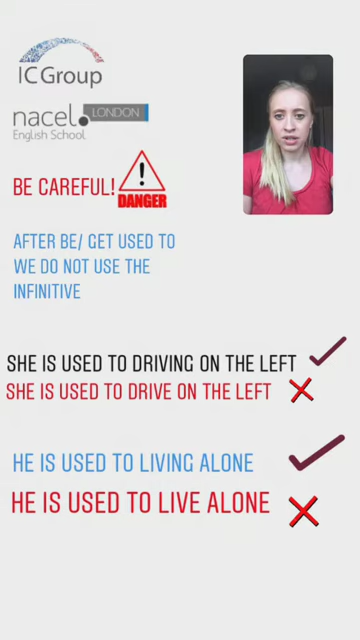 IC Group
nacel. LONDON
English School
BE CAREFUL!
!
DANGER
AFTER BE/ GET USED TO
WE DO NOT USE THE
INFINITIVE
SHE IS USED TO DRIVING ON THE LEFT
SHE IS USED TO DRIVE ON THE LEFT
HE IS USED TO LIVING ALONE
HE IS USED TO LIVE ALONE